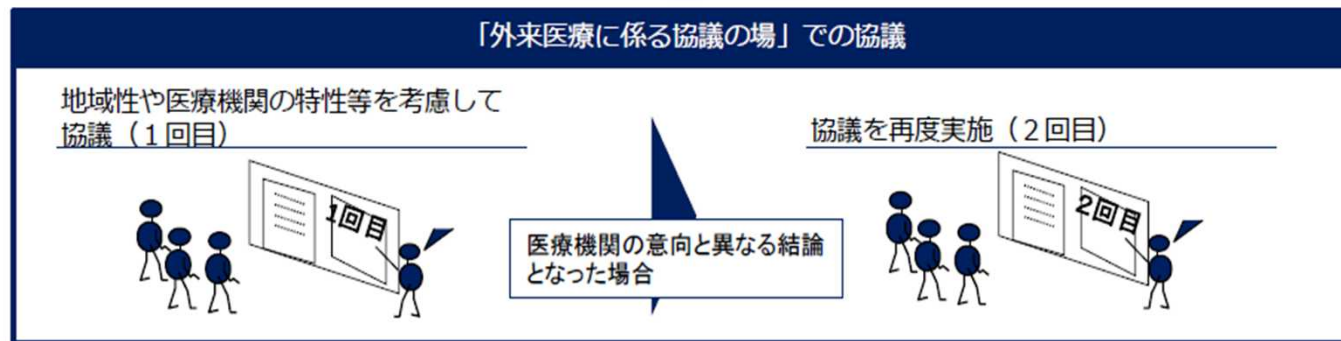 「外来医療に係る協議の場」での協議
地域性や医療機関の特性等を考慮して
協議（１回目）
1回目
医療機関の意向と異なる結論
となった場合
協議を再度実施（２回目）
2回目